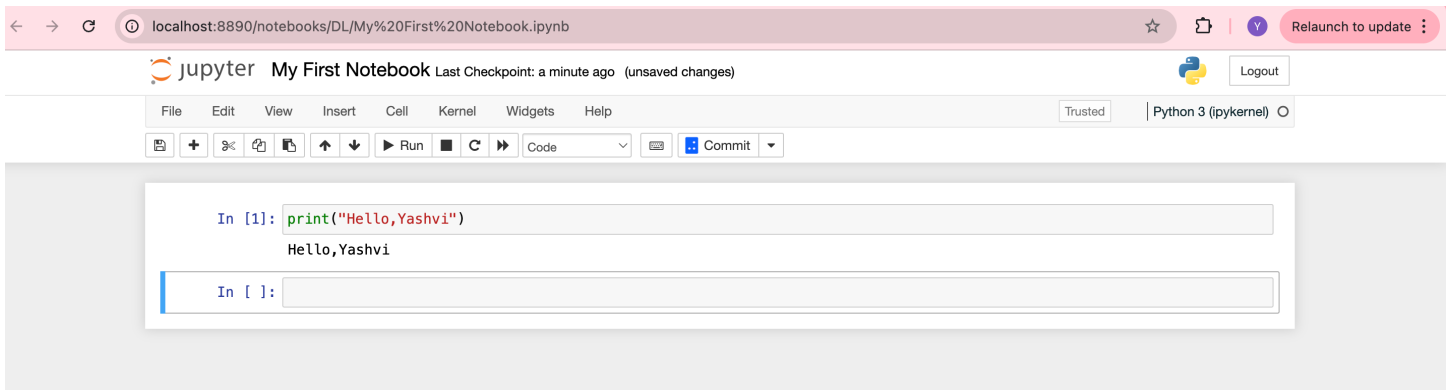 localhost:8890/notebooks/DL/My%20First%20Notebook.ipynb Y Relaunch to update
jupyter My First Notebook Last Checkpoint: a minute ago (unsaved changes) Logout
File Edit View Insert Cell Kernel Widgets Help Trusted Python 3 (ipykernel)
Run Code Commit
In [1]: print("Hello,Yashvi")
Hello,Yashvi
In [ ]: